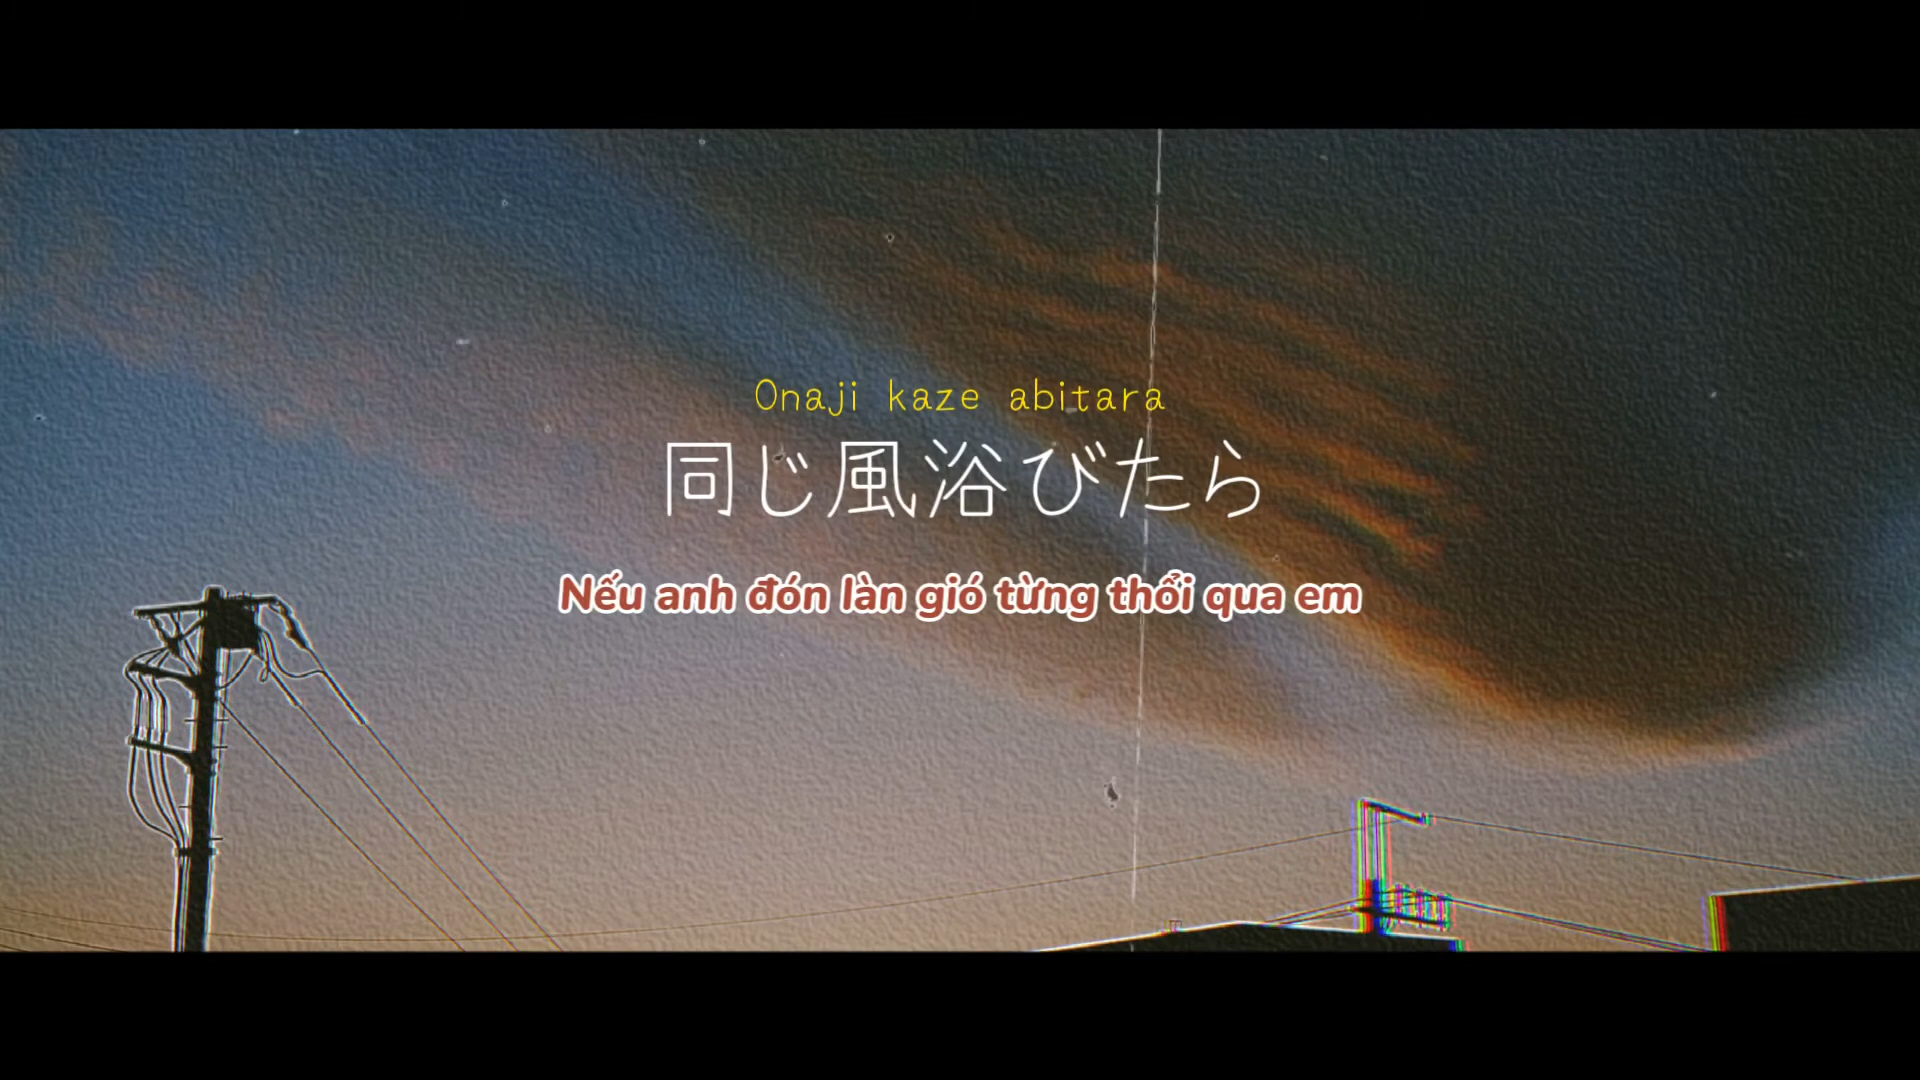 Onaji kaze abitara
同じ風浴びたら
Nếu anh đón làn gió từng thổi qua em